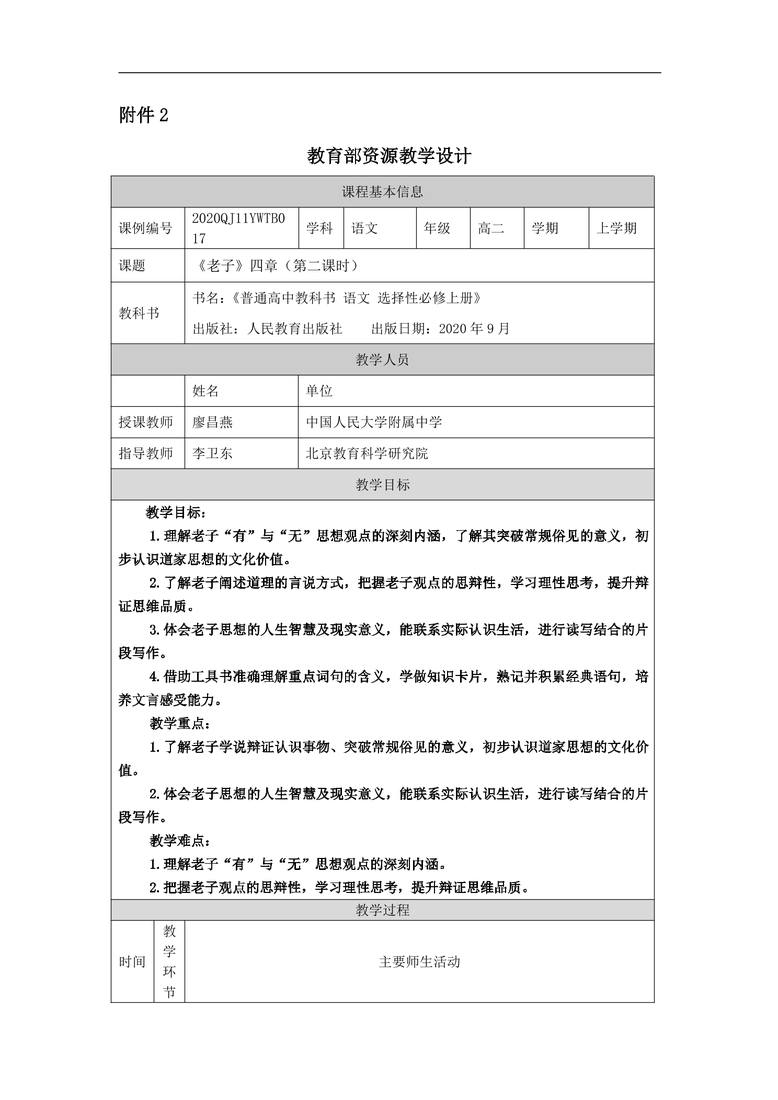 附件 2
教育部资源教学设计
课程基本信息
课例编号 2020QJ11YWTB0 学科 语文 年级 高二 学期 上学期
17
课题 《老子》四章（第二课时）
教科书 书名：《普通高中教科书 语文 选择性必修上册》
出版社：人民教育出版社 出版日期：2020 年 9 月
教学人员
姓名 单位
授课教师 廖昌燕 中国人民大学附属中学
指导教师 李卫东 北京教育科学研究院
教学目标
教学目标：
1.理解老子“有”与“无”思想观点的深刻内涵，了解其突破常规俗见的意义，初
步认识道家思想的文化价值。
2.了解老子阐述道理的言说方式，把握老子观点的思辩性，学习理性思考，提升辩
证思维品质。
3.体会老子思想的人生智慧及现实意义，能联系实际认识生活，进行读写结合的片
段写作。
4.借助工具书准确理解重点词句的含义，学做知识卡片，熟记并积累经典语句，培
养文言感受能力。
教学重点：
1.了解老子学说辩证认识事物、突破常规俗见的意义，初步认识道家思想的文化价
值。
2.体会老子思想的人生智慧及现实意义，能联系实际认识生活，进行读写结合的片
段写作。
教学难点：
1.理解老子“有”与“无”思想观点的深刻内涵。
2.把握老子观点的思辩性，学习理性思考，提升辩证思维品质。
教学过程
时间 教 主要师生活动
学
环
节